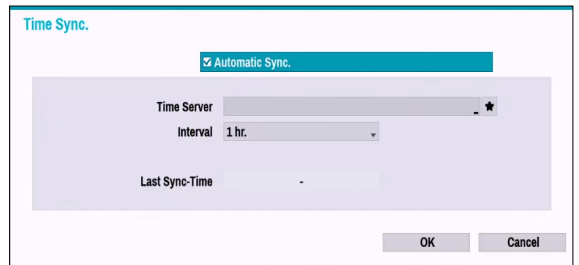 Time Sync.
Automatic Sync.
Time Server
Interval 1 hr.
Last Sync-Time -
OK Cancel